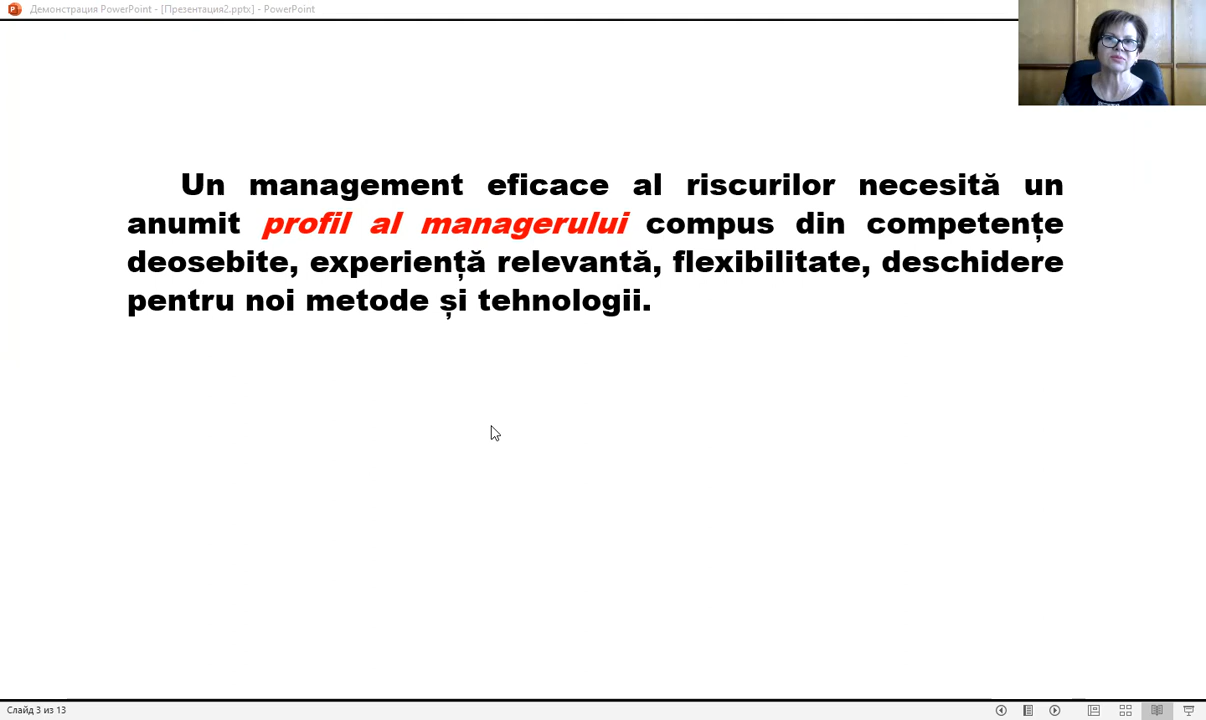 Демонстрация PowerPoint - [Презентация2.pptx] - PowerPoint
Un management eficace al riscurilor necesită un
anumit profil al managerului compus din competențe
deosebite, experiență relevantă, flexibilitate, deschidere
pentru noi metode și tehnologii.
Слайд 3 из 13